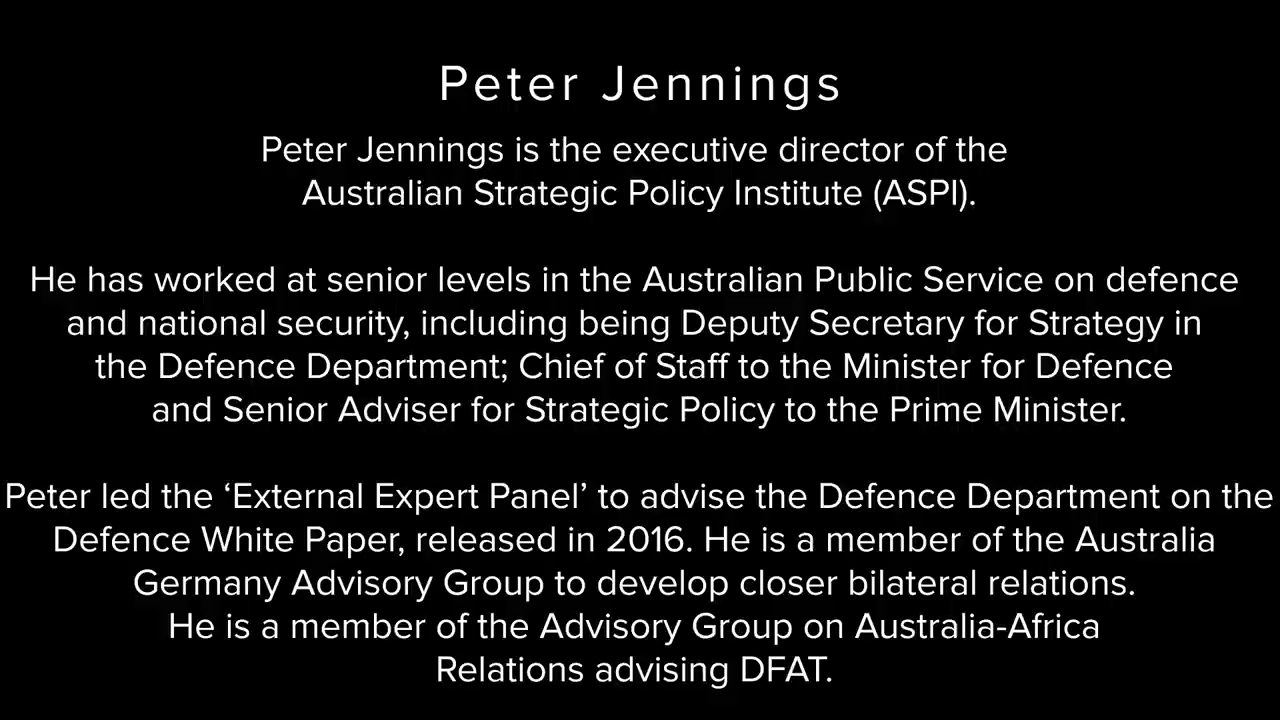 Peter Jennings
Peter Jennings is the executive director of the
Australian Strategic Policy Institute (ASPI).
He has worked at senior levels in the Australian Public Service on defence
and national security, including being Deputy Secretary for Strategy in
the Defence Department; Chief of Staff to the Minister for Defence
and Senior Adviser for Strategic Policy to the Prime Minister.
Peter led the ‘External Expert Panel’ to advise the Defence Department on the
Defence White Paper, released in 2016. He is a member of the Australia
Germany Advisory Group to develop closer bilateral relations.
He is a member of the Advisory Group on Australia-Africa
Relations advising DFAT.